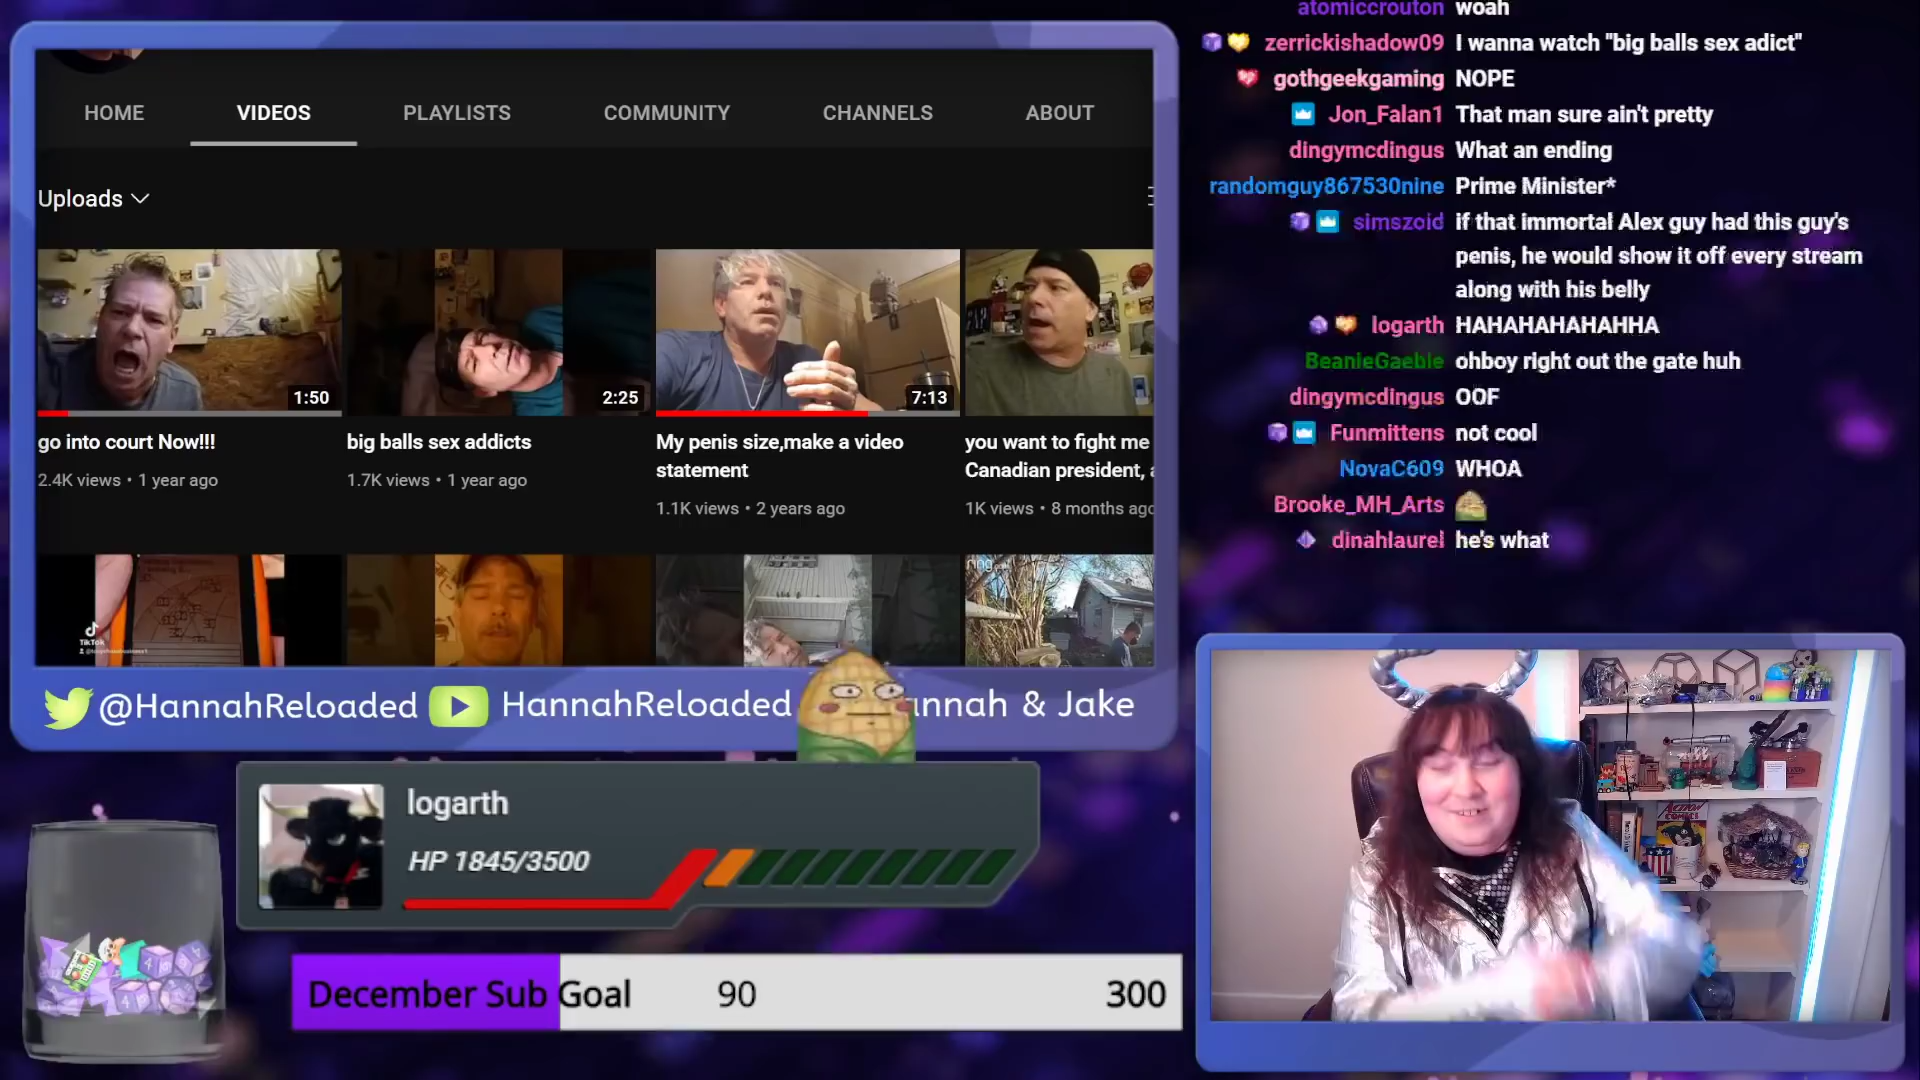 HOME VIDEOS PLAYLISTS COMMUNITY CHANNELS ABOUT
Uploads
1:50
2:25
7:13
go into court Now!!!
2.4K views • 1 year ago
big balls sex addicts
1.7K views • 1 year ago
My penis size,make a video
statement
1.1K views • 2 years ago
you want to fight me
Canadian president,
1K views • 8 months ago
TikTok
ring
@HannahReloaded HannahReloaded annah & Jake
logarth
HP 1845/3500
December Sub Goal 90 300
atomiccrouton woah
zerrickishadow09 I wanna watch "big balls sex adict"
gothgeekgaming NOPE
Jon_Falan1 That man sure ain't pretty
dingymcdingus What an ending
randomguy867530nine Prime Minister*
simszoid if that immortal Alex guy had this guy's
penis, he would show it off every stream
along with his belly
logarth HAHAHAHAHAHHA
BeanieGaeble ohboy right out the gate huh
dingymcdingus OOF
Funmittens not cool
NovaC609 WHOA
Brooke_MH_Arts
dinahlaurel he's what
ACTION
COMICS